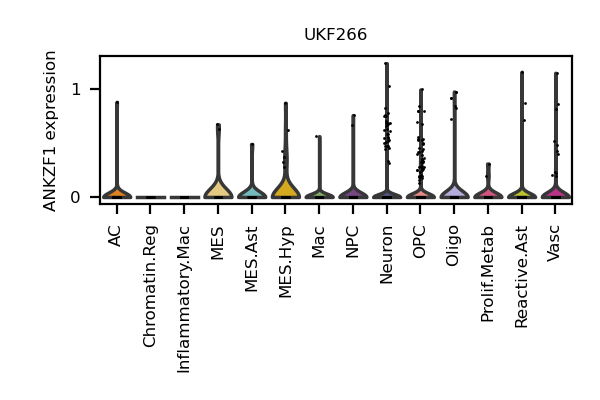 UKF266
ANKZF1 expression
1
0
AC
Chromatin.Reg
Inflammatory.Mac
MES
MES.Ast
MES.Hyp
Mac
NPC
Neuron
OPC
Oligo
Prolif.Metab
Reactive.Ast
Vasc